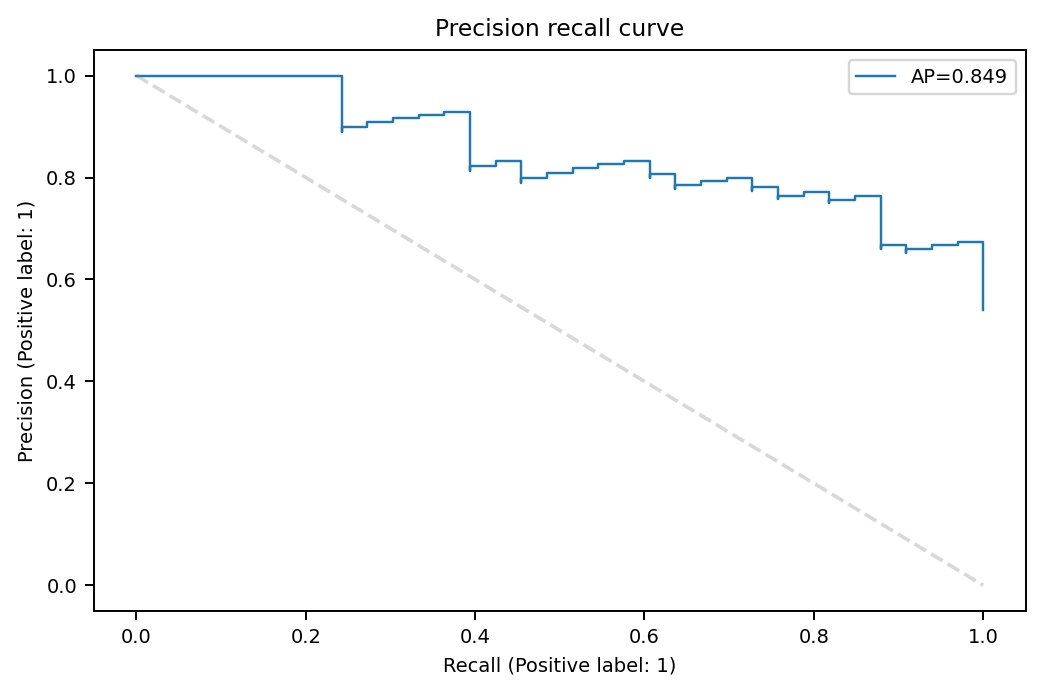 Precision recall curve
AP=0.849
Precision (Positive label: 1)
1.0
0.8
0.6
0.4
0.2
0.0
0.0 0.2 0.4 0.6 0.8 1.0
Recall (Positive label: 1)